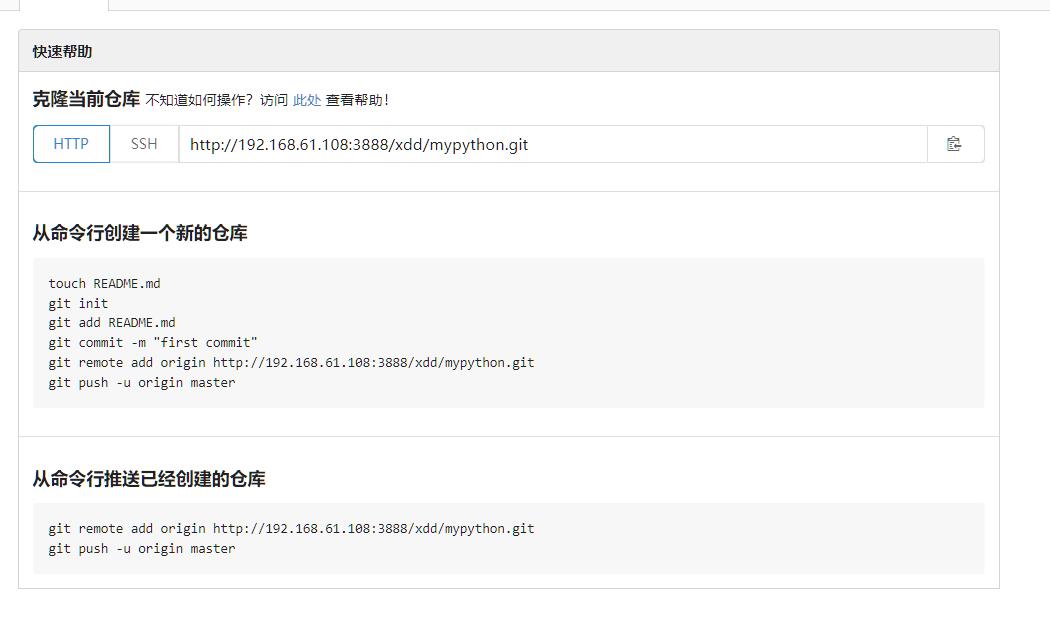 快速帮助
克隆当前仓库 不知道如何操作？访问 此处 查看帮助！
HTTP SSH http://192.168.61.108:3888/xdd/mypython.git
从命令行创建一个新的仓库
touch README.md
git init
git add README.md
git commit -m "first commit"
git remote add origin http://192.168.61.108:3888/xdd/mypython.git
git push -u origin master
从命令行推送已经创建的仓库
git remote add origin http://192.168.61.108:3888/xdd/mypython.git
git push -u origin master